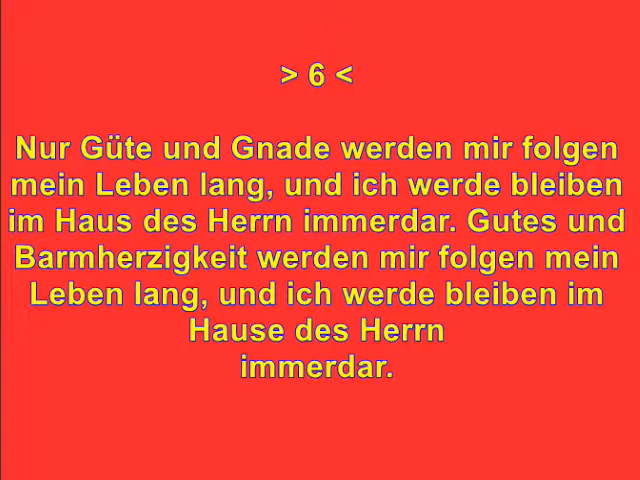 > 6 <
Nur Güte und Gnade werden mir folgen
mein Leben lang, und ich werde bleiben
im Haus des Herrn immerdar. Gutes und
Barmherzigkeit werden mir folgen mein
Leben lang, und ich werde bleiben im
Hause des Herrn
immerdar.